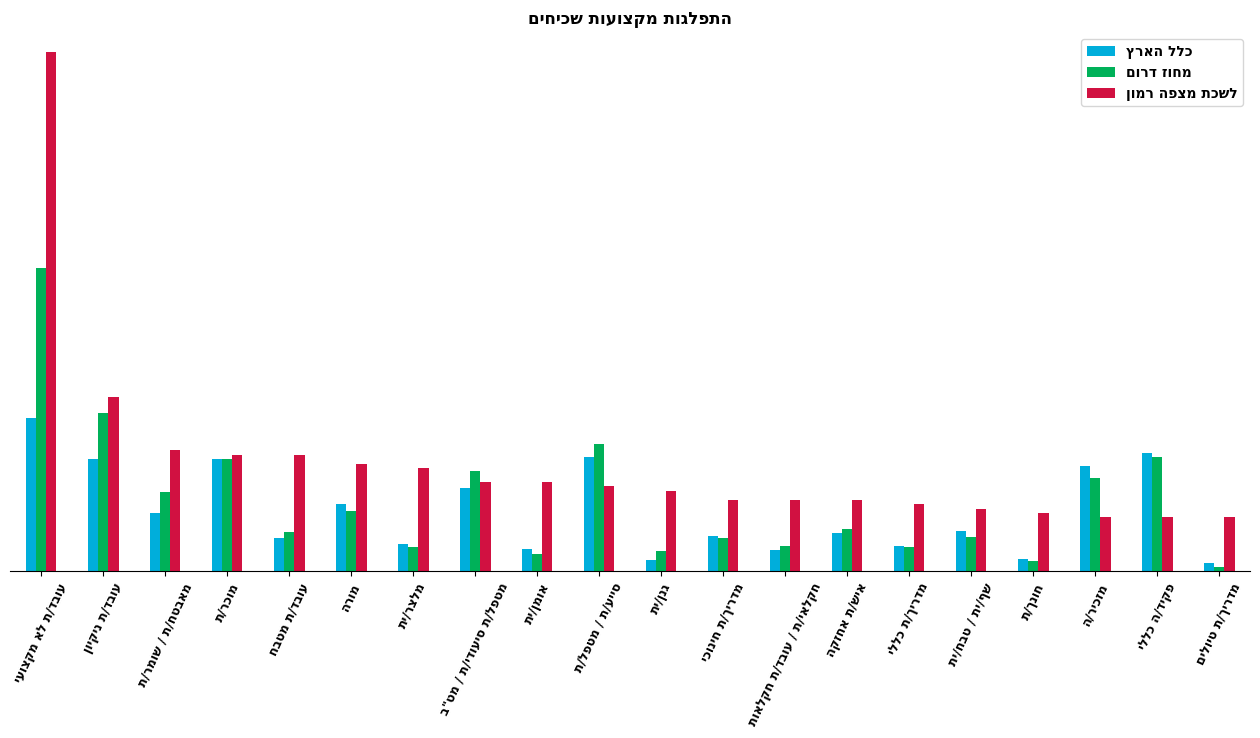 התפלגות מקצועות שכיחים
כלל הארץ
מחוז דרום
לשכת מצפה רמון
עובד/ת לא מקצועי
עובד/ת ניקיון
מאבטח/ת / שומר/ת
מוכר/ת
עובד/ת מטבח
מורה
מלצר/ית
מטפל/ת סיעודי/ת / מט"ב
אומן/ית
סייע/ת / מטפל/ת
גנן/ית
מדריך/ת חינוכי
חקלאי/ת / עובד/ת חקלאות
איש/ת אחזקה
מדריך/ת כללי
שף/ית / טבח/ית
חונך/ת
מזכיר/ה
פקיד/ה כללי
מדריך/ת טיולים